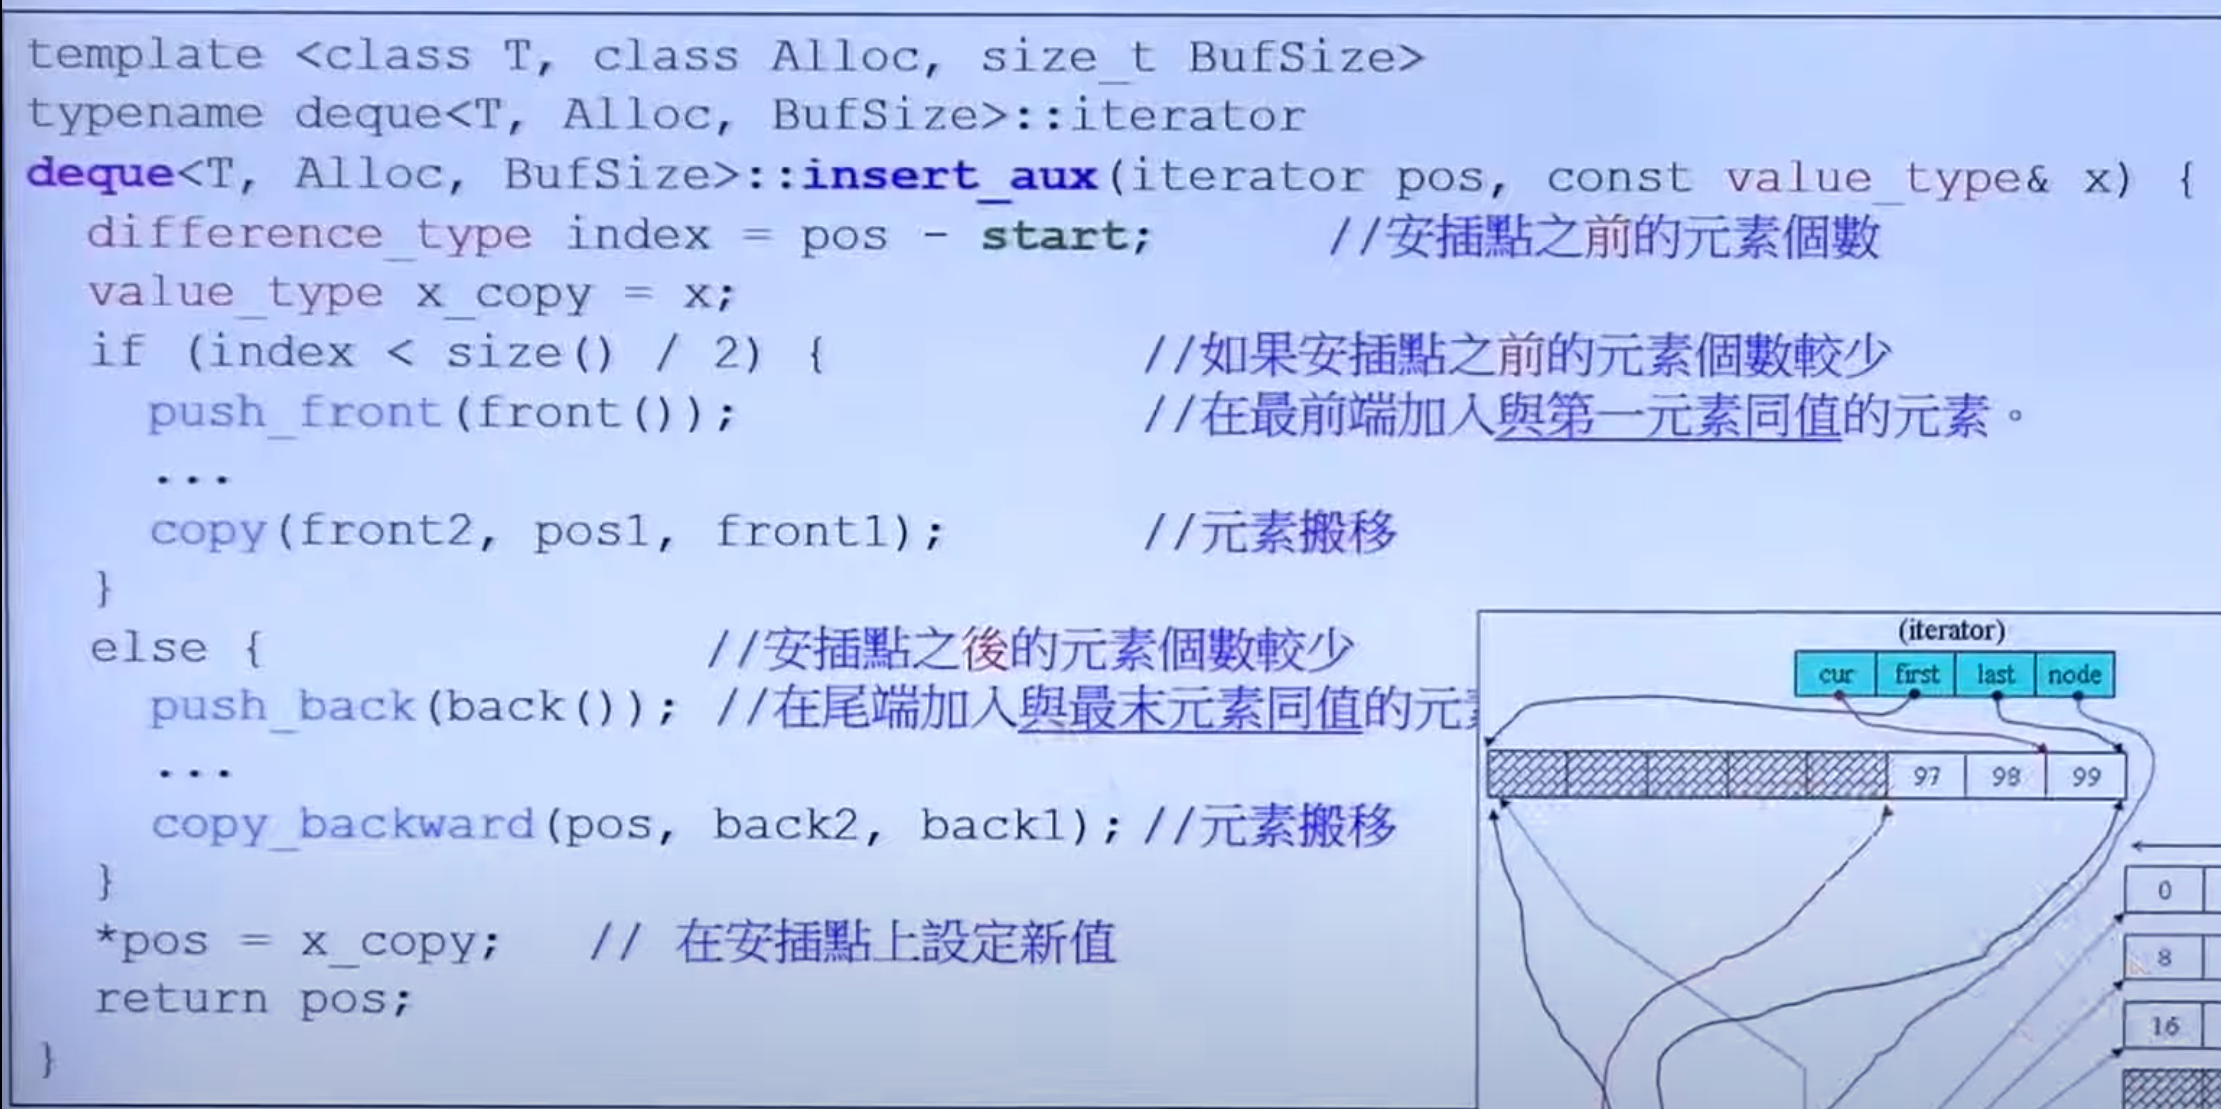 template <class T, class Alloc, size_t BufSize>
typename deque<T, Alloc, BufSize>::iterator
deque<T, Alloc, BufSize>::insert_aux(iterator pos, const value_type& x) {
difference_type index = pos - start; //安插點之前的元素個數
value_type x_copy = x;
if (index < size() / 2) { //如果安插點之前的元素個數較少
push_front(front()); //在最前端加入與第一元素同值的元素。
...
copy(front2, pos1, front1); //元素搬移
}
else { //安插點之後的元素個數較少
push_back(back()); //在尾端加入與最末元素同值的元
...
copy_backward(pos, back2, back1); //元素搬移
}
*pos = x_copy; // 在安插點上設定新值
return pos;
}
(iterator)
cur first last node
97 98 99
0
8
16